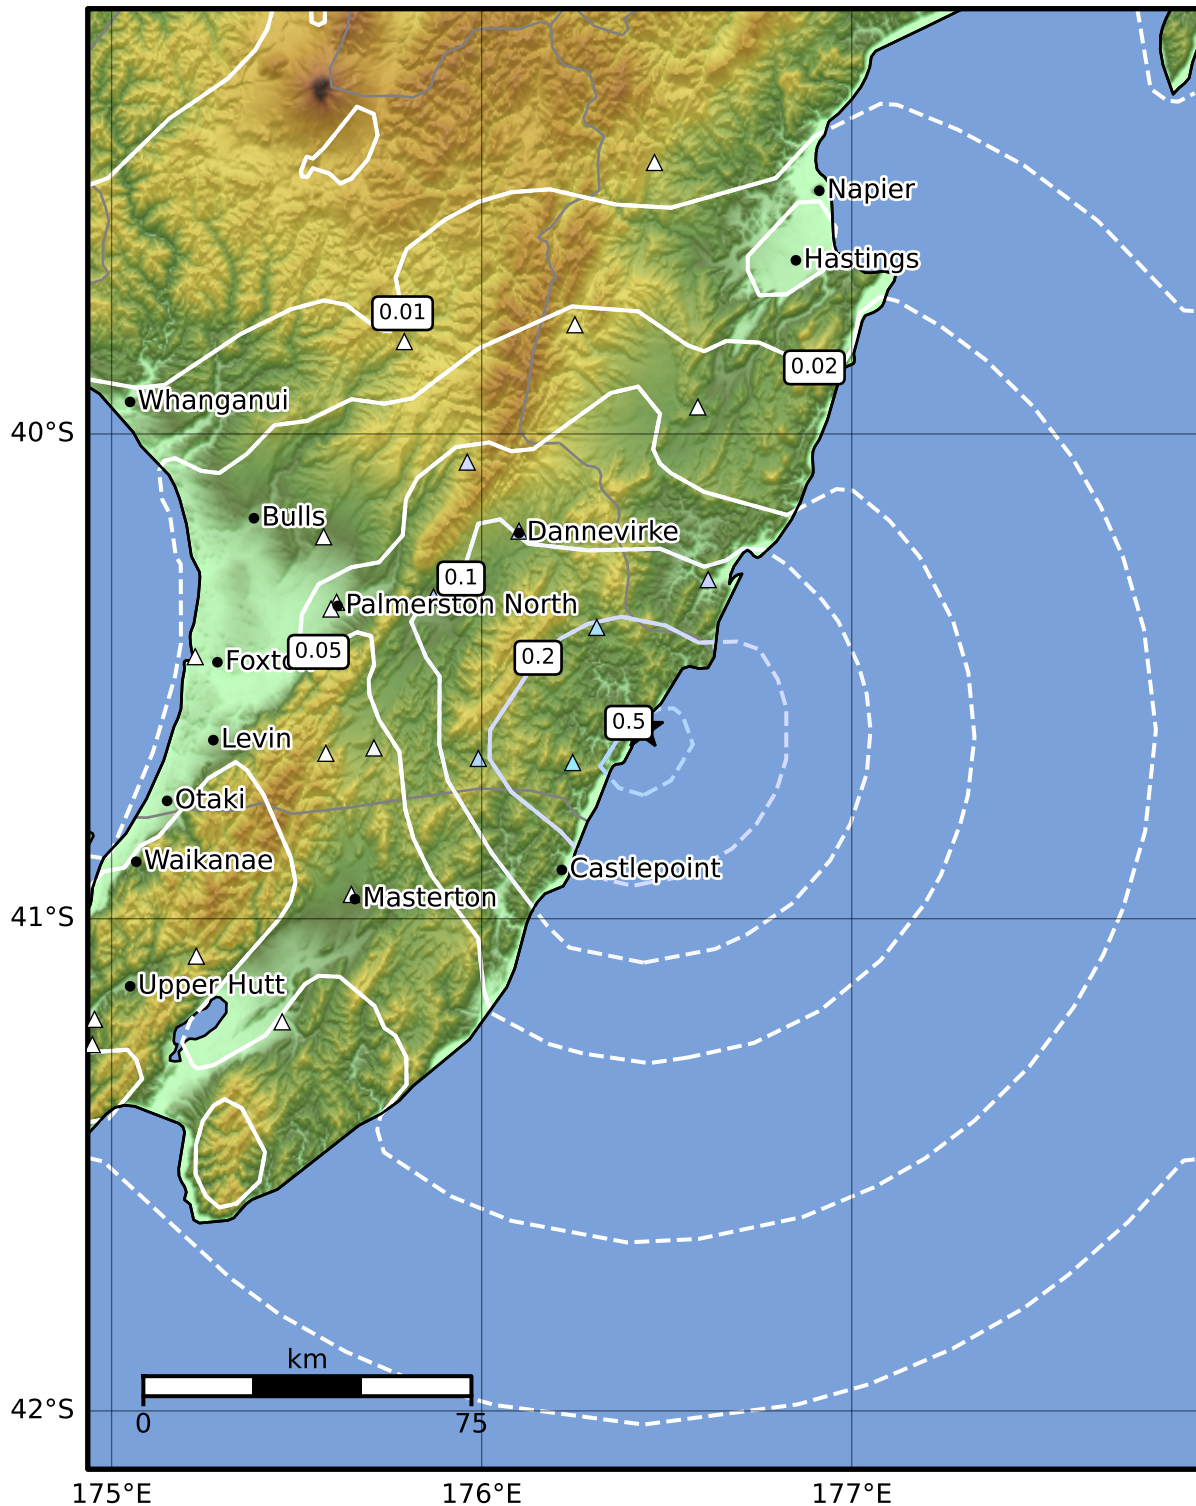 Napier
Hastings
0.01
0.02
Whanganui
40°S
Bulls
Dannevirke
0.1
Palmerston North
0.05
0.2
Levin
0.5
Otaki
Waikanae
Castlepoint
Masterton
41°S
Upper Hutt
km
0 75
42°S
175°E 176°E 177°E